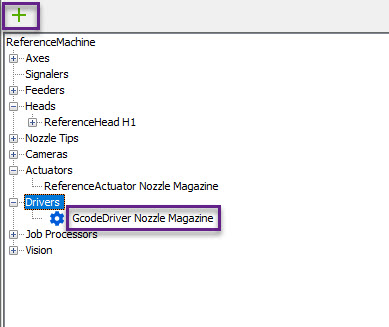 ReferenceMachine
Axes
Signalers
Feeders
Heads
ReferenceHead H1
Nozzle Tips
Cameras
Actuators
ReferenceActuator Nozzle Magazine
Drivers
GcodeDriver Nozzle Magazine
Job Processors
Vision